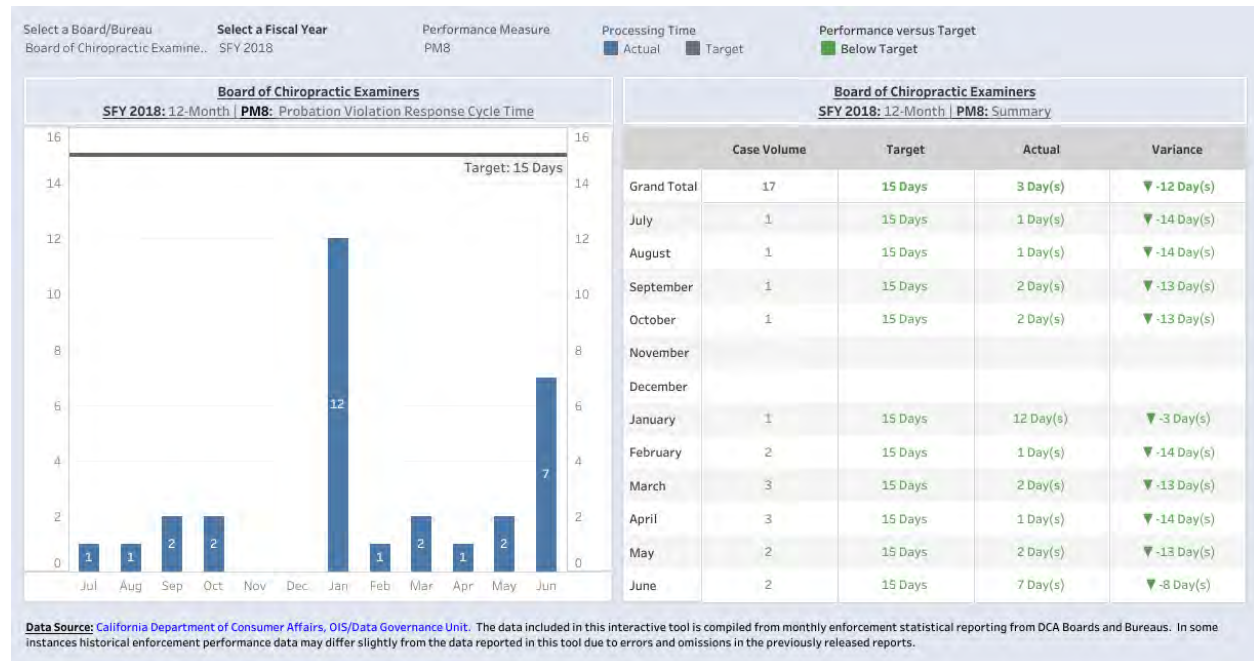 Select a Board/Bureau Select a Fiscal Year Performance Measure Processing Time Performance versus Target
Board of Chiropractic Examine.. SFY 2018 PM8 Actual Target Below Target
Board of Chiropractic Examiners
SFY 2018: 12-Month | PM8: Probation Violation Response Cycle Time
16 16
Target: 15 Days
14 14
12 12
10 10
8 8
6 6
4 4
2 2
0 0
1 1 2 2 12 1 2 1 2 7
Jul Aug Sep Oct Nov Dec Jan Feb Mar Apr May Jun
Board of Chiropractic Examiners
SFY 2018: 12-Month | PM8: Summary
Case Volume Target Actual Variance
Grand Total 17 15 Days 3 Day(s) ▼ -12 Day(s)
July 1 15 Days 1 Day(s) ▼ -14 Day(s)
August 1 15 Days 1 Day(s) ▼ -14 Day(s)
September 1 15 Days 2 Day(s) ▼ -13 Day(s)
October 1 15 Days 2 Day(s) ▼ -13 Day(s)
November
December
January 1 15 Days 12 Day(s) ▼ -3 Day(s)
February 2 15 Days 1 Day(s) ▼ -14 Day(s)
March 3 15 Days 2 Day(s) ▼ -13 Day(s)
April 3 15 Days 1 Day(s) ▼ -14 Day(s)
May 2 15 Days 2 Day(s) ▼ -13 Day(s)
June 2 15 Days 7 Day(s) ▼ -8 Day(s)
Data Source: California Department of Consumer Affairs, OIS/Data Governance Unit. The data included in this interactive tool is compiled from monthly enforcement statistical reporting from DCA Boards and Bureaus. In some
instances historical enforcement performance data may differ slightly from the data reported in this tool due to errors and omissions in the previously released reports.